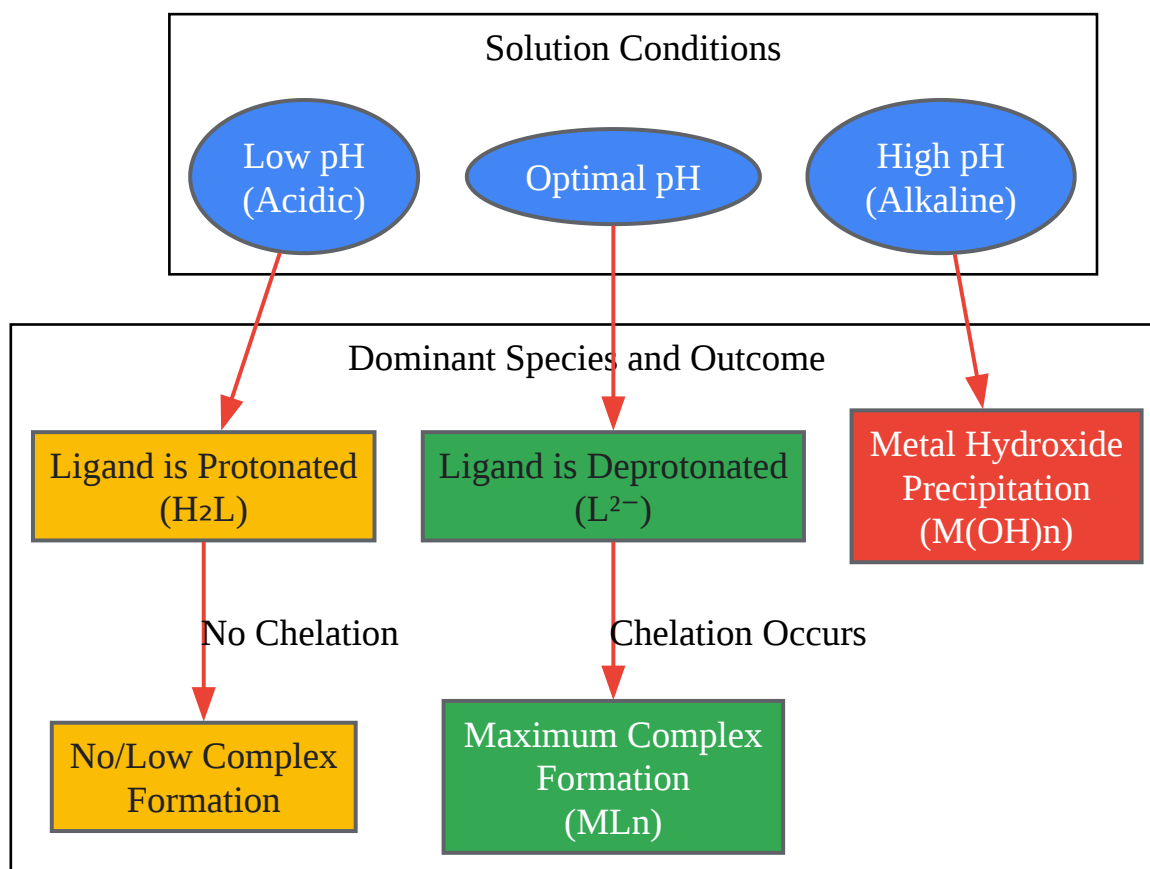 Solution Conditions
Low pH
(Acidic)
Optimal pH
High pH
(Alkaline)
Dominant Species and Outcome
Ligand is Protonated
(H₂L)
Ligand is Deprotonated
(L²⁻)
Metal Hydroxide
Precipitation
(M(OH)n)
No Chelation
Chelation Occurs
No/Low Complex
Formation
Maximum Complex
Formation
(MLn)